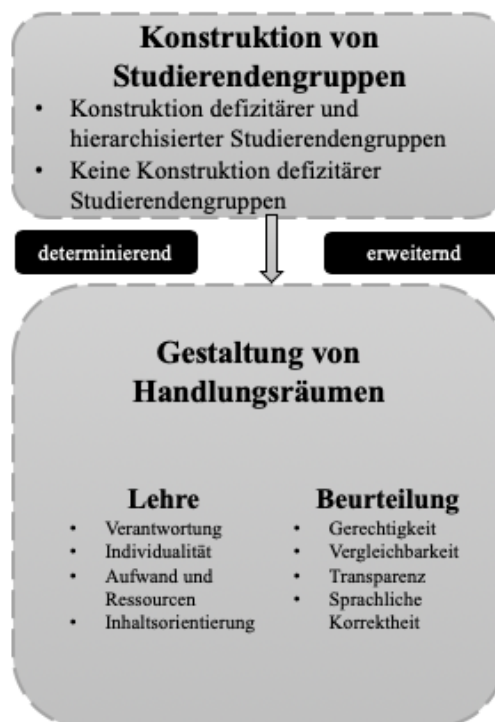 Konstruktion von
Studierendengruppen
• Konstruktion defizitärer und
hierarchisierter Studierendengruppen
• Keine Konstruktion defizitärer
Studierendengruppen
determinierend
erweiternd
Gestaltung von
Handlungsräumen
Lehre
• Verantwortung
• Individualität
• Aufwand und
Ressourcen
• Inhaltsorientierung
Beurteilung
• Gerechtigkeit
• Vergleichbarkeit
• Transparenz
• Sprachliche
Korrektheit